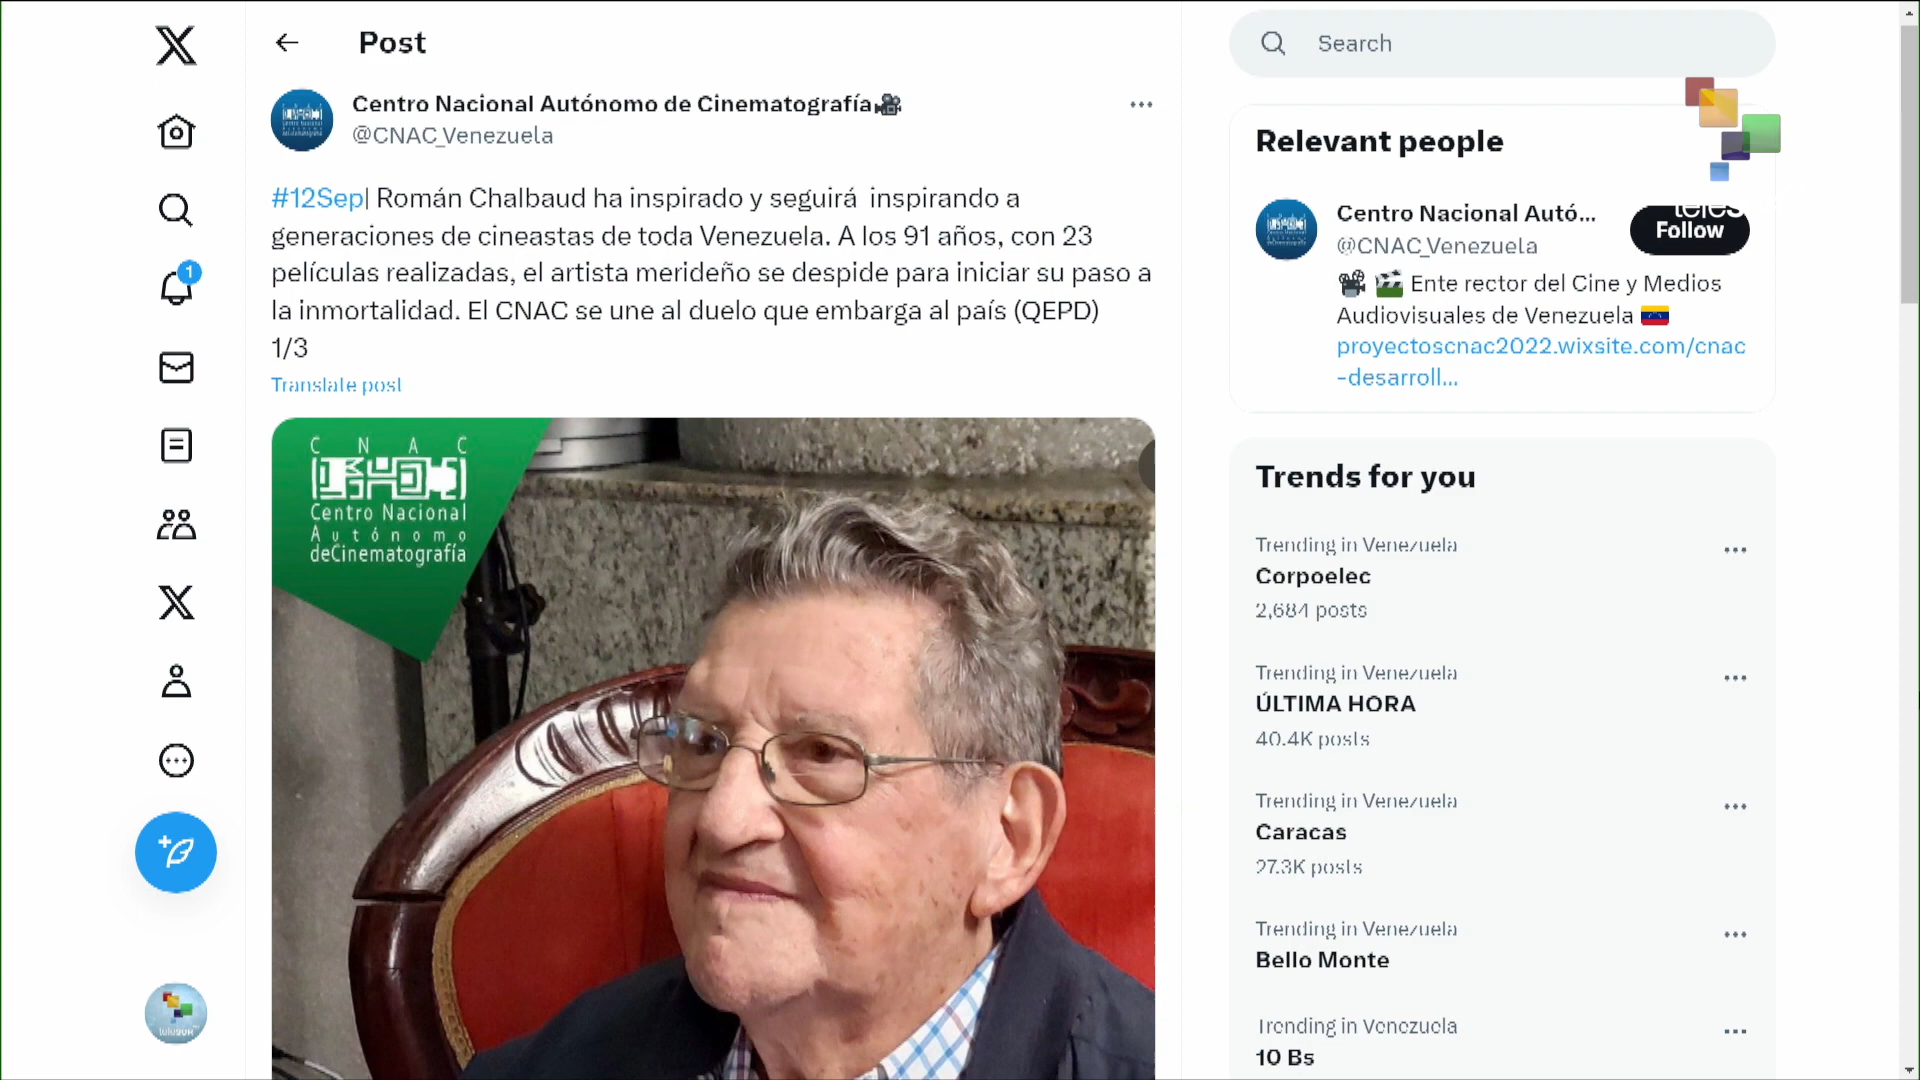 Post
Search
Centro Nacional Autónomo de Cinematografía
@CNAC_Venezuela
#12Sep| Román Chalbaud ha inspirado y seguirá inspirando a
generaciones de cineastas de toda Venezuela. A los 91 años, con 23
películas realizadas, el artista merideño se despide para iniciar su paso a
la inmortalidad. El CNAC se une al duelo que embarga al país (QEPD)
1/3
Translate post
CNAC
Centro Nacional
Autónomo
deCinematografía
Relevant people
Centro Nacional Autó...
@CNAC_Venezuela
Follow
Ente rector del Cine y Medios
Audiovisuales de Venezuela
proyectoscnac2022.wixsite.com/cnac
-desarroll...
Trends for you
Trending in Venezuela
Corpoelec
2,684 posts
Trending in Venezuela
ÚLTIMA HORA
40.4K posts
Trending in Venezuela
Caracas
27.3K posts
Trending in Venezuela
Bello Monte
Trending in Venezuela
10 Bs
1
teleSUR